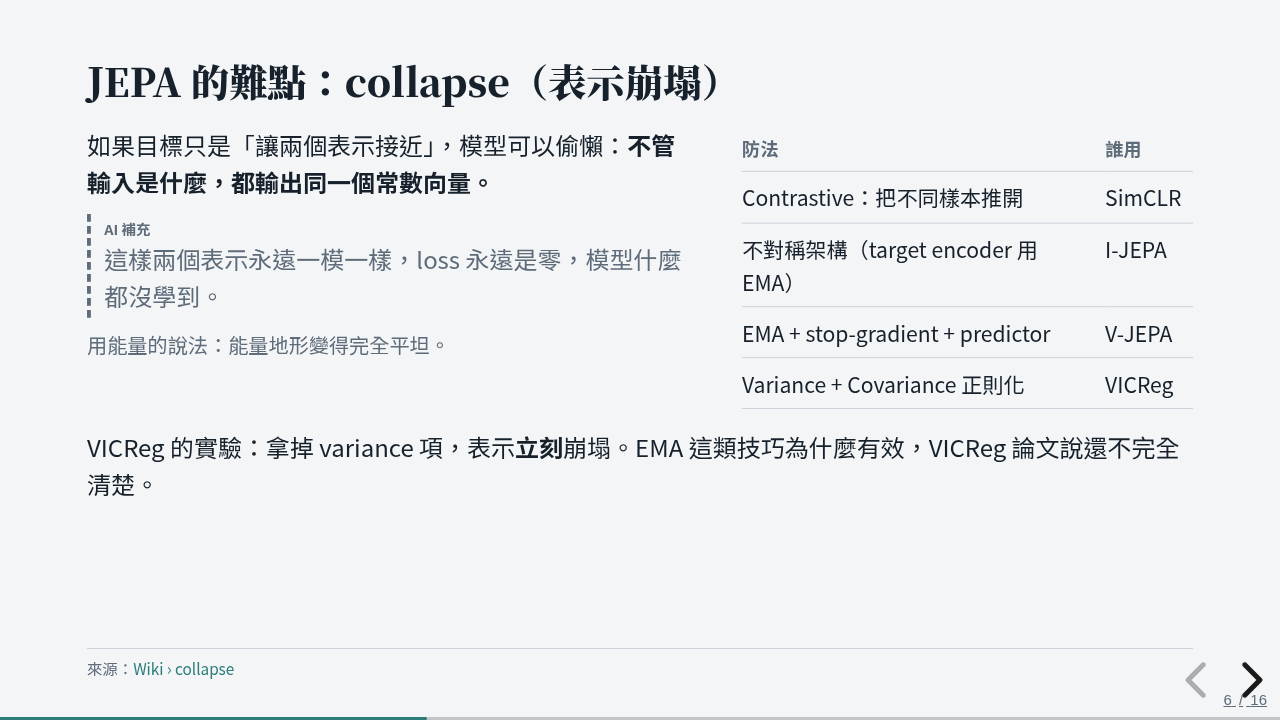 JEPA 的難點：collapse（表示崩塌）
如果目標只是「讓兩個表示接近」，模型可以偷懶：不管
輸入是什麼，都輸出同一個常數向量。
AI 補充
這樣兩個表示永遠一模一樣，loss 永遠是零，模型什麼
都沒學到。
用能量的說法：能量地形變得完全平坦。
防法 誰用
Contrastive：把不同樣本推開 SimCLR
不對稱架構（target encoder 用 I-JEPA
EMA）
EMA + stop-gradient + predictor V-JEPA
Variance + Covariance 正則化 VICReg
VICReg 的實驗：拿掉 variance 項，表示立刻崩塌。EMA 這類技巧為什麼有效，VICReg 論文說還不完全
清楚。
來源：Wiki › collapse
6 / 16